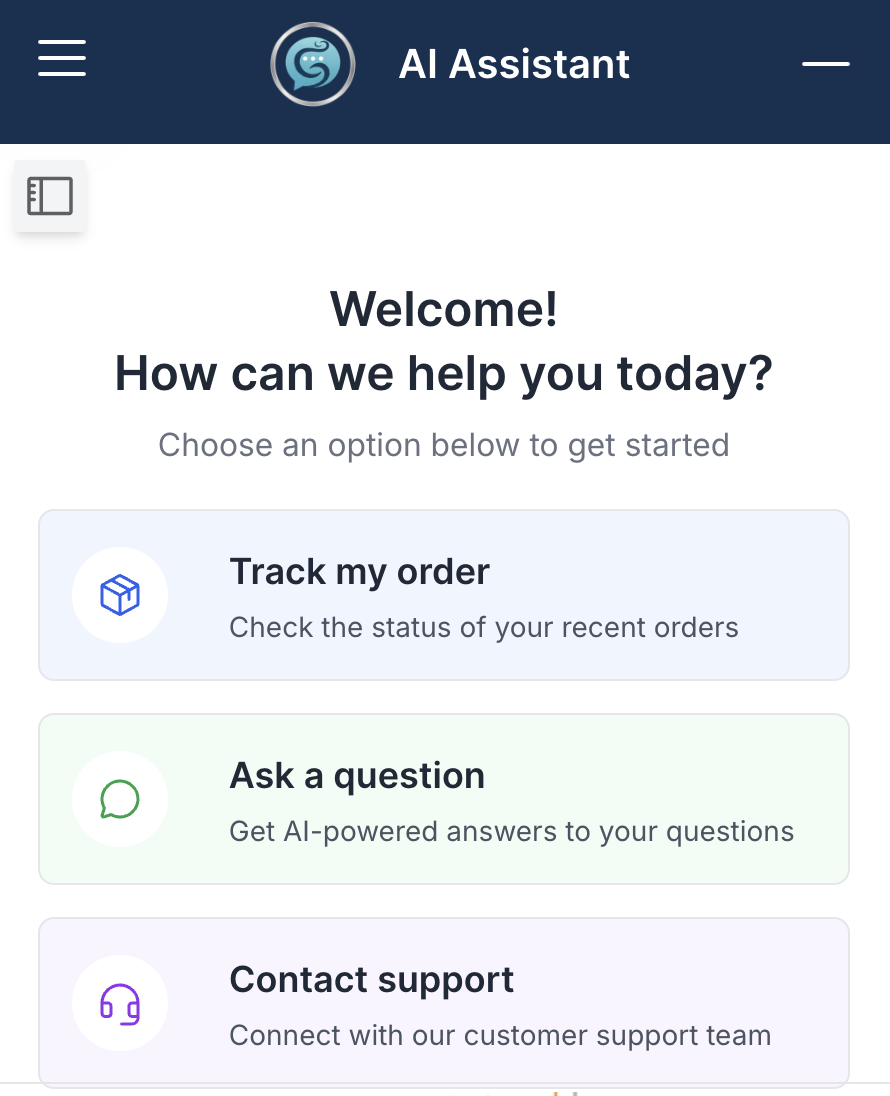 AI Assistant
Welcome!
How can we help you today?
Choose an option below to get started
Track my order
Check the status of your recent orders
Ask a question
Get AI-powered answers to your questions
Contact support
Connect with our customer support team